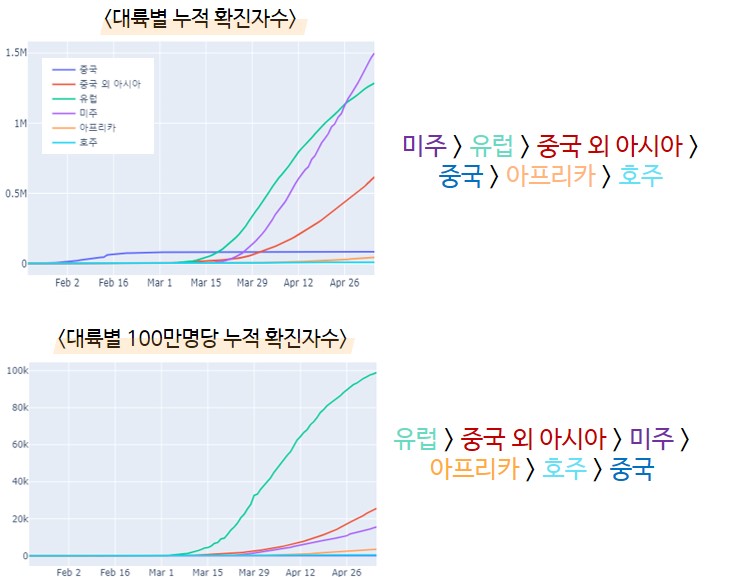 <대륙별 누적 확진자수>
1.5M
1M
0.5M
0
중국
중국 외 아시아
유럽
미주
아프리카
호주
Feb 2 Feb 16 Mar 1 Mar 15 Mar 29 Apr 12 Apr 26
미주 > 유럽 > 중국 외 아시아 >
중국 > 아프리카 > 호주
<대륙별 100만명당 누적 확진자수>
100k
80k
60k
40k
20k
0
Feb 2 Feb 16 Mar 1 Mar 15 Mar 29 Apr 12 Apr 26
유럽 > 중국 외 아시아 > 미주 >
아프리카 > 호주 > 중국